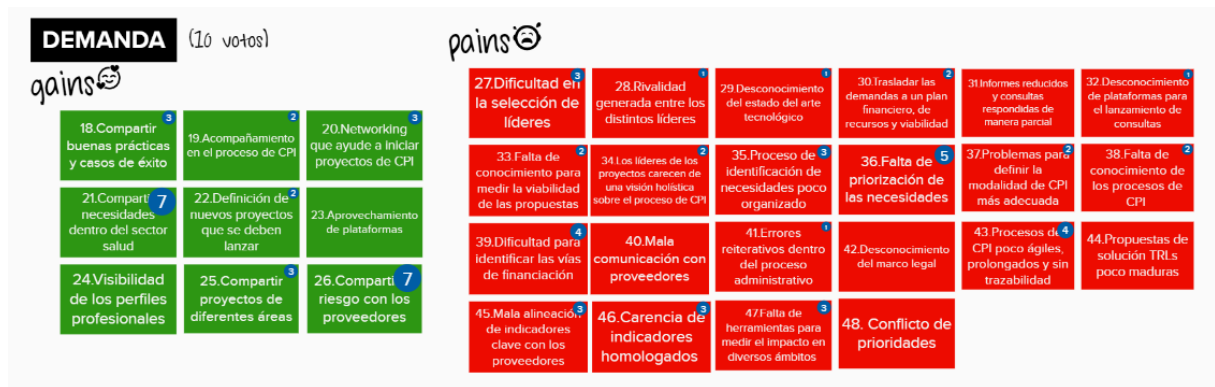 DEMANDA (10 votos)
gains
3
18.Compartir
buenas prácticas
y casos de éxito
2
19.Acompañamiento
en el proceso de CPI
3
20.Networking
que ayude a iniciar
proyectos de CPI
7
21.Compartir
necesidades
dentro del sector
salud
2
22.Definición de
nuevos proyectos
que se deben
lanzar
23.Aprovechamiento
de plataformas
24.Visibilidad
de los perfiles
profesionales
3
25.Compartir
proyectos de
diferentes áreas
7
26.Comparti
riesgo con los
proveedores
pains
3
27.Dificultad en
la selección de
líderes
1
28.Rivalidad
generada entre los
distintos líderes
1
29.Desconocimiento
del estado del arte
tecnológico
2
30.Trasladar las
demandas a un plan
financiero, de
recursos y viabilidad
31.Informes reducidos
y consultas
respondidas de
manera parcial
1
32.Desconocimiento
de plataformas para
el lanzamiento de
consultas
2
33.Falta de
conocimiento para
medir la viabilidad
de las propuestas
2
34.Los líderes de los
proyectos carecen de
una visión holística
sobre el proceso de CPI
3
35.Proceso de
identificación de
necesidades poco
organizado
5
36.Falta de
priorización de
las necesidades
2
37.Problemas para
definir la
modalidad de CPI
más adecuada
2
38.Falta de
conocimiento de
los procesos de
CPI
4
39.Dificultad para
identificar las vías
de financiación
40.Mala
comunicación con
proveedores
1
41.Errores
reiterativos dentro
del proceso
administrativo
42.Desconocimiento
del marco legal
4
43.Procesos de
CPI poco ágiles,
prolongados y sin
trazabilidad
44.Propuestas de
solución TRLs
poco maduras
3
45.Mala alineación
de indicadores
clave con los
proveedores
3
46.Carencia de
indicadores
homologados
3
47.Falta de
herramientas para
medir el impacto en
diversos ámbitos
48. Conflicto de
prioridades